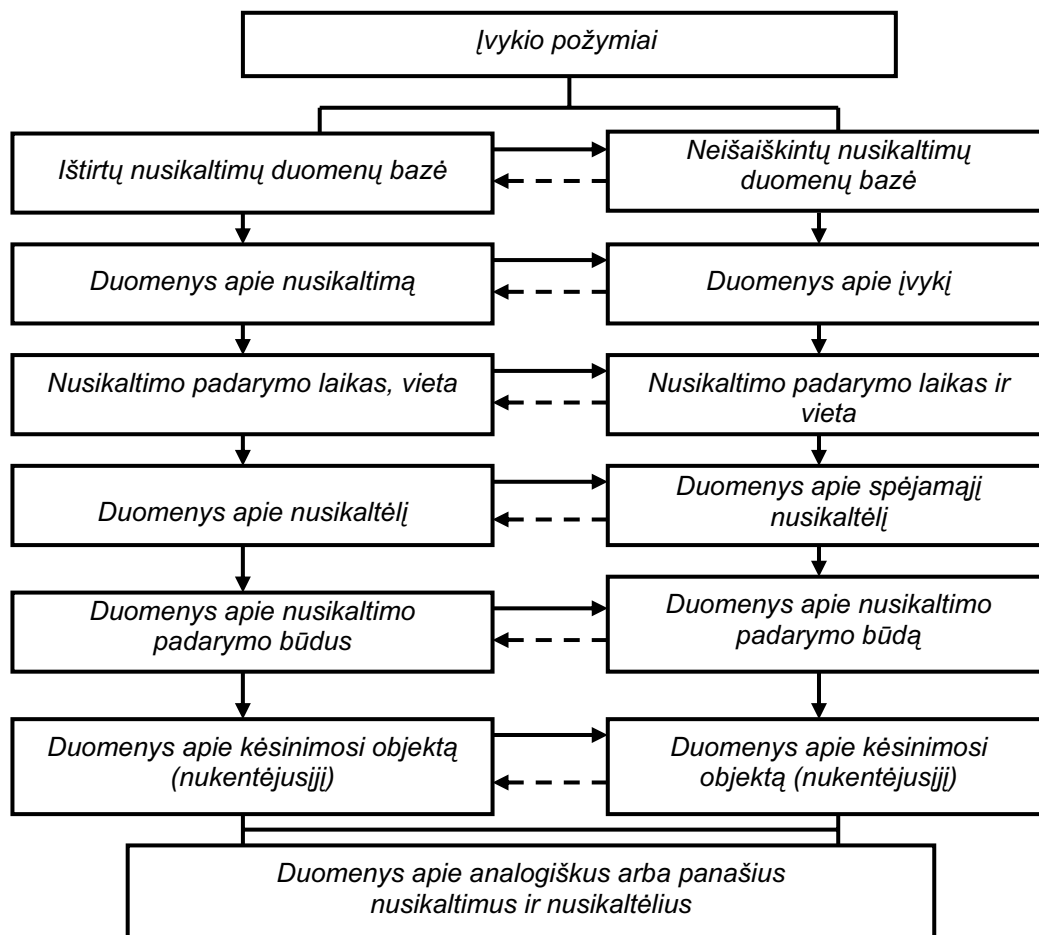 Įvykio požymiai
Ištirtų nusikaltimų duomenų bazė
Neišaiškintų nusikaltimų
duomenų bazė
Duomenys apie nusikaltimą
Duomenys apie įvykį
Nusikaltimo padarymo laikas, vieta
Nusikaltimo padarymo laikas ir
vieta
Duomenys apie nusikaltėlį
Duomenys apie spėjamąjį
nusikaltėlį
Duomenys apie nusikaltimo
padarymo būdus
Duomenys apie nusikaltimo
padarymo būdą
Duomenys apie kėsinimosi objektą
(nukentėjusįjį)
Duomenys apie kėsinimosi
objektą (nukentėjusįjį)
Duomenys apie analogiškus arba panašius
nusikaltimus ir nusikaltėlius